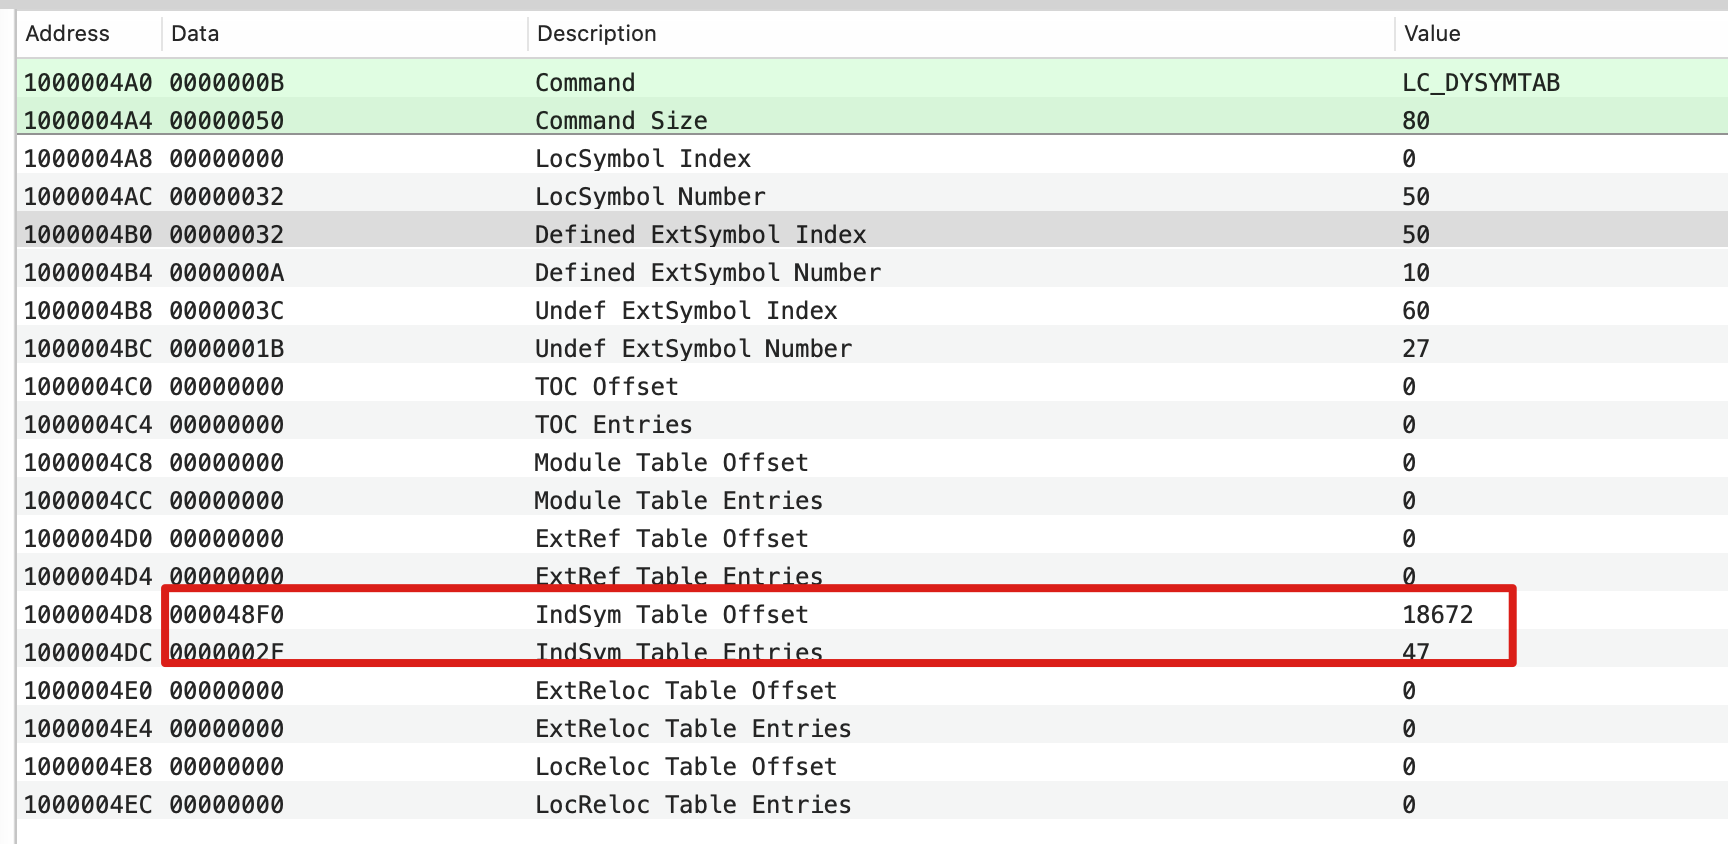 Address Data Description Value
1000004A0 0000000B Command LC_DYSYMTAB
1000004A4 00000050 Command Size 80
1000004A8 00000000 LocSymbol Index 0
1000004AC 00000032 LocSymbol Number 50
1000004B0 00000032 Defined ExtSymbol Index 50
1000004B4 0000000A Defined ExtSymbol Number 10
1000004B8 0000003C Undef ExtSymbol Index 60
1000004BC 0000001B Undef ExtSymbol Number 27
1000004C0 00000000 TOC Offset 0
1000004C4 00000000 TOC Entries 0
1000004C8 00000000 Module Table Offset 0
1000004CC 00000000 Module Table Entries 0
1000004D0 00000000 ExtRef Table Offset 0
1000004D4 00000000 ExtRef Table Entries 0
1000004D8 000048F0 IndSym Table Offset 18672
1000004DC 0000002F IndSym Table Entries 47
1000004E0 00000000 ExtReloc Table Offset 0
1000004E4 00000000 ExtReloc Table Entries 0
1000004E8 00000000 LocReloc Table Offset 0
1000004EC 00000000 LocReloc Table Entries 0